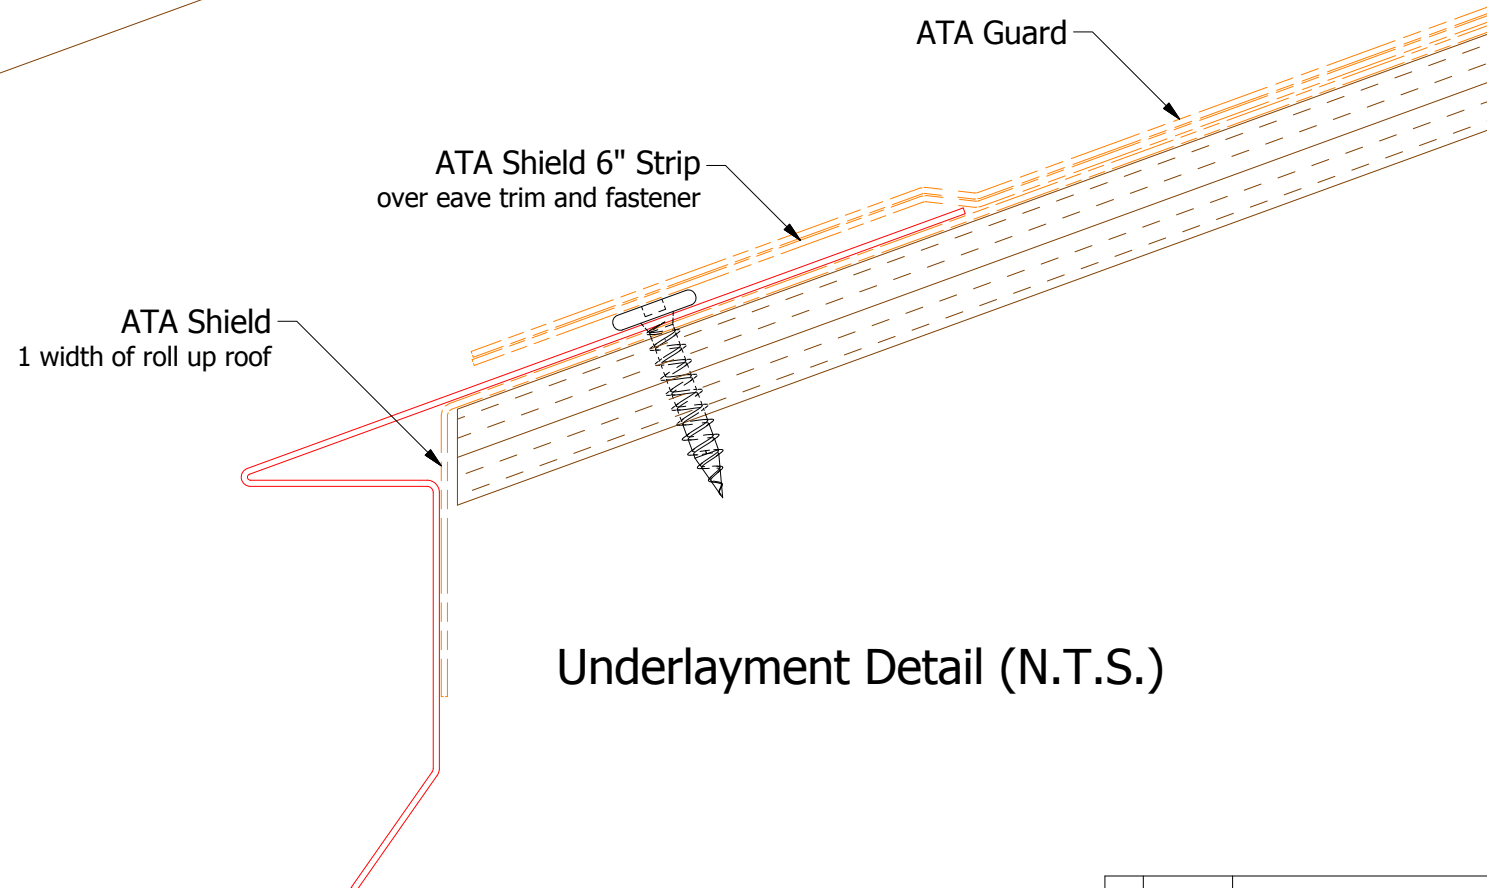 ATA Guard
ATA Shield 6" Strip
over eave trim and fastener
ATA Shield
1 width of roll up roof
Underlayment Detail (N.T.S.)